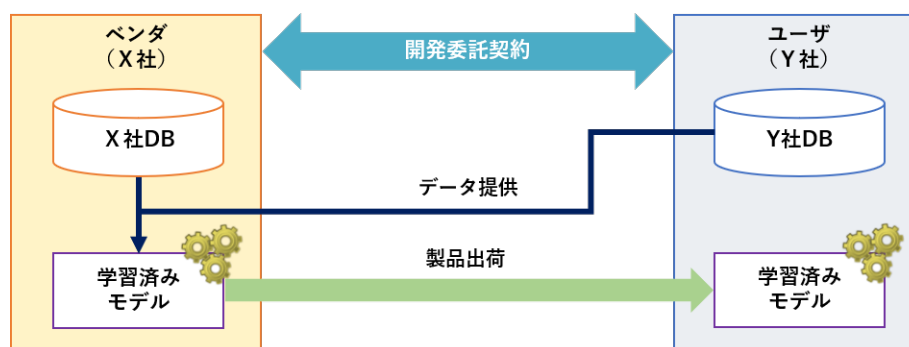 ベンダ
（X社）
開発委託契約
ユーザ
（Y社）
X社DB
Y社DB
データ提供
学習済み
モデル
製品出荷
学習済み
モデル